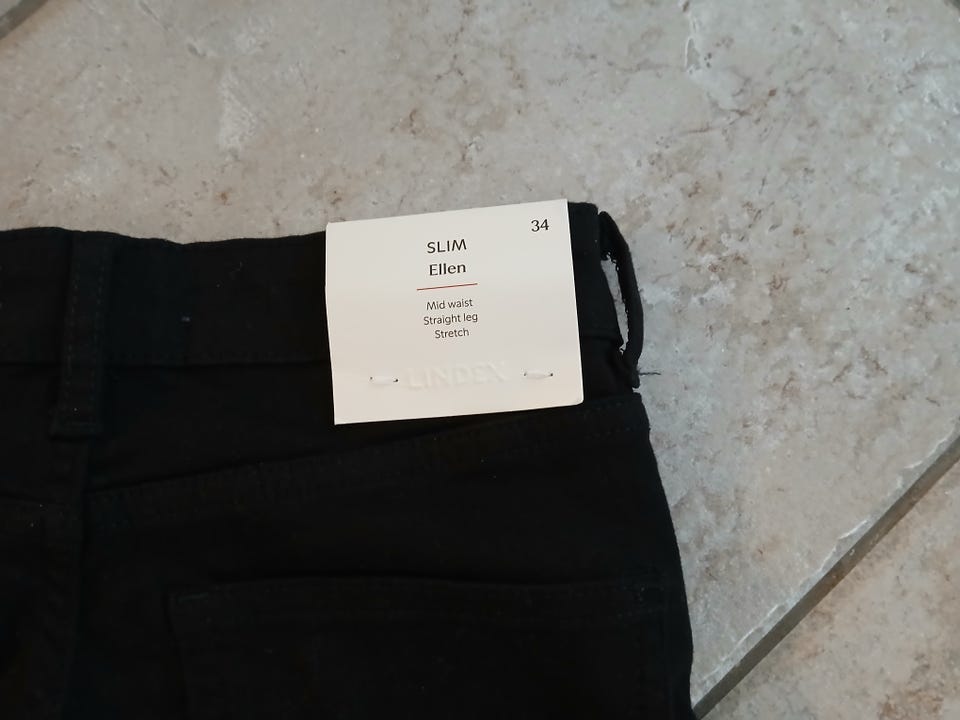 34
SLIM
Ellen
Mid waist
Straight leg
Stretch
LINDEX